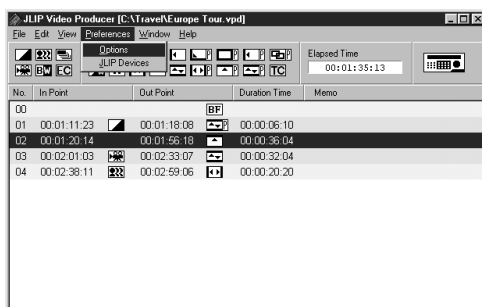 JLIP Video Producer [C:\Travel\Europe Tour.vpd]
File Edit View Preferences Window Help
Options
JLIP Devices
Elapsed Time
00:01:35:13
BW EC TC
No. In Point Out Point Duration Time Memo
00 BF
01 00:01:11:23 00:01:18:08 P 00:00:06:10
02 00:01:20:14 00:01:56:18 00:00:36:04
03 00:02:01:03 00:02:33:07 00:00:32:04
04 00:02:38:11 00:02:59:06 00:00:20:20